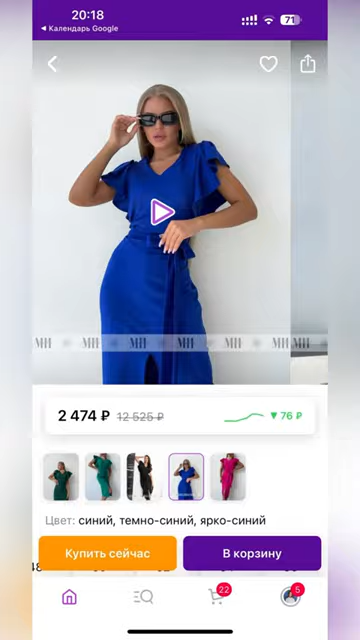 20:18
71
◀ Календарь Google
МН МН МН МН МН МН
2 474 ₽ 12 525 ₽ ▼ 76 ₽
Цвет: синий, темно-синий, ярко-синий
Купить сейчас В корзину
22
5